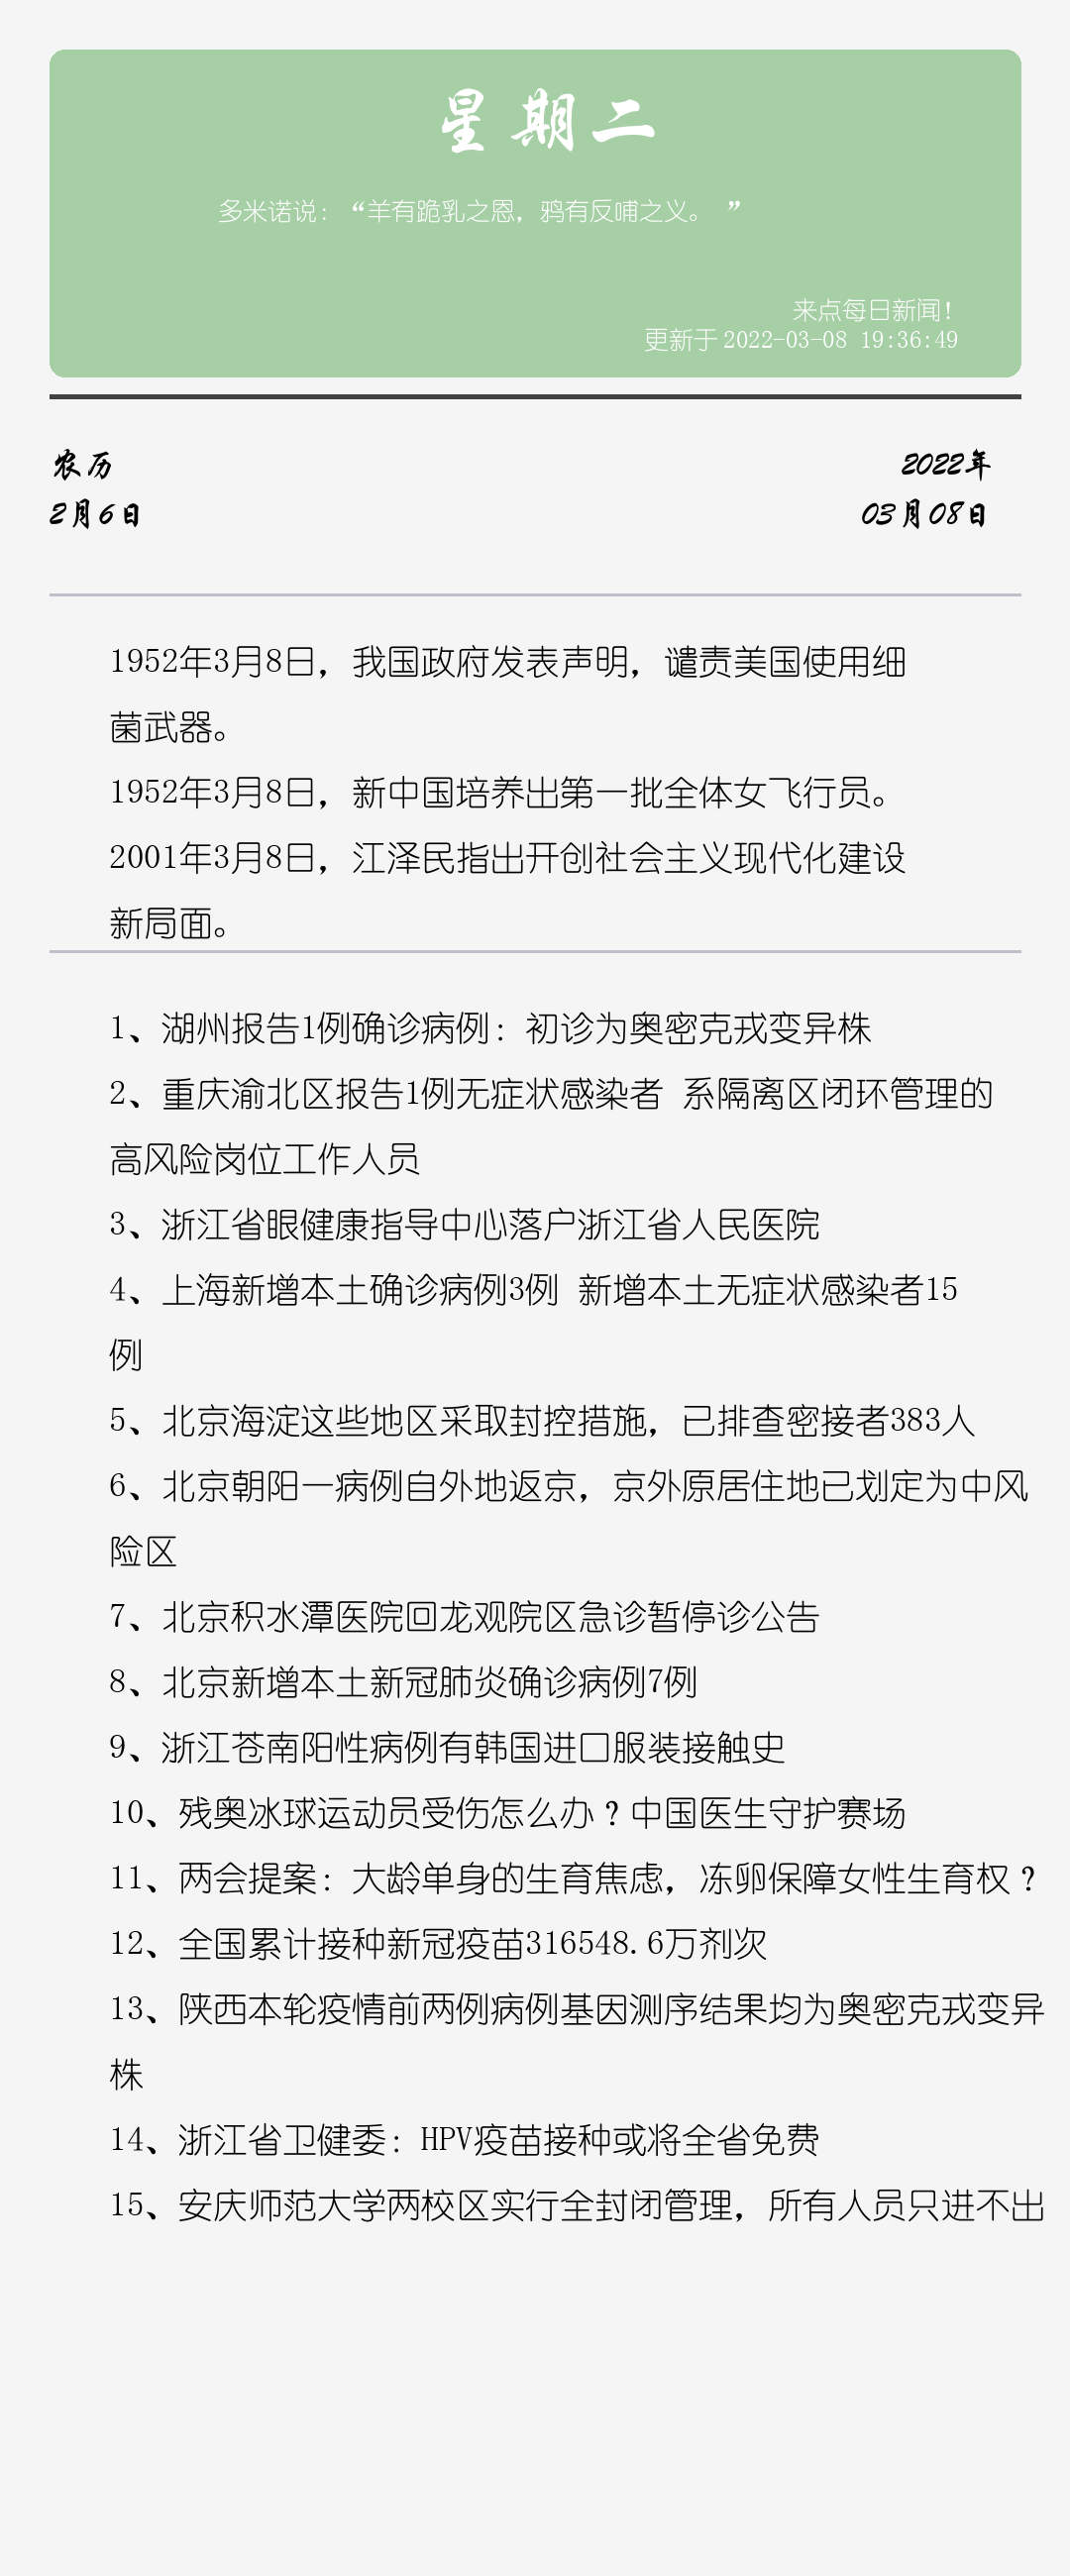 星期二
多米诺说：“羊有跪乳之恩，鸦有反哺之义。 ”
来点每日新闻！
更新于2022-03-08 19:36:49
农历
2022年
2月6日
03月08日
1952年3月8日，我国政府发表声明，谴责美国使用细
菌武器。
1952年3月8日，新中国培养出第一批全体女飞行员。
2001年3月8日，江泽民指出开创社会主义现代化建设
新局面。
1、湖州报告1例确诊病例：初诊为奥密克戎变异株
2、重庆渝北区报告1例无症状感染者 系隔离区闭环管理的
高风险岗位工作人员
3、浙江省眼健康指导中心落户浙江省人民医院
4、上海新增本土确诊病例3例 新增本土无症状感染者15
例
5、北京海淀这些地区采取封控措施，已排查密接者383人
6、北京朝阳一病例自外地返京，京外原居住地已划定为中风
险区
7、北京积水潭医院回龙观院区急诊暂停诊公告
8、北京新增本土新冠肺炎确诊病例7例
9、浙江苍南阳性病例有韩国进口服装接触史
10、残奥冰球运动员受伤怎么办？中国医生守护赛场
11、两会提案：大龄单身的生育焦虑，冻卵保障女性生育权？
12、全国累计接种新冠疫苗316548.6万剂次
13、陕西本轮疫情前两例病例基因测序结果均为奥密克戎变异
株
14、浙江省卫健委：HPV疫苗接种或将全省免费
15、安庆师范大学两校区实行全封闭管理，所有人员只进不出